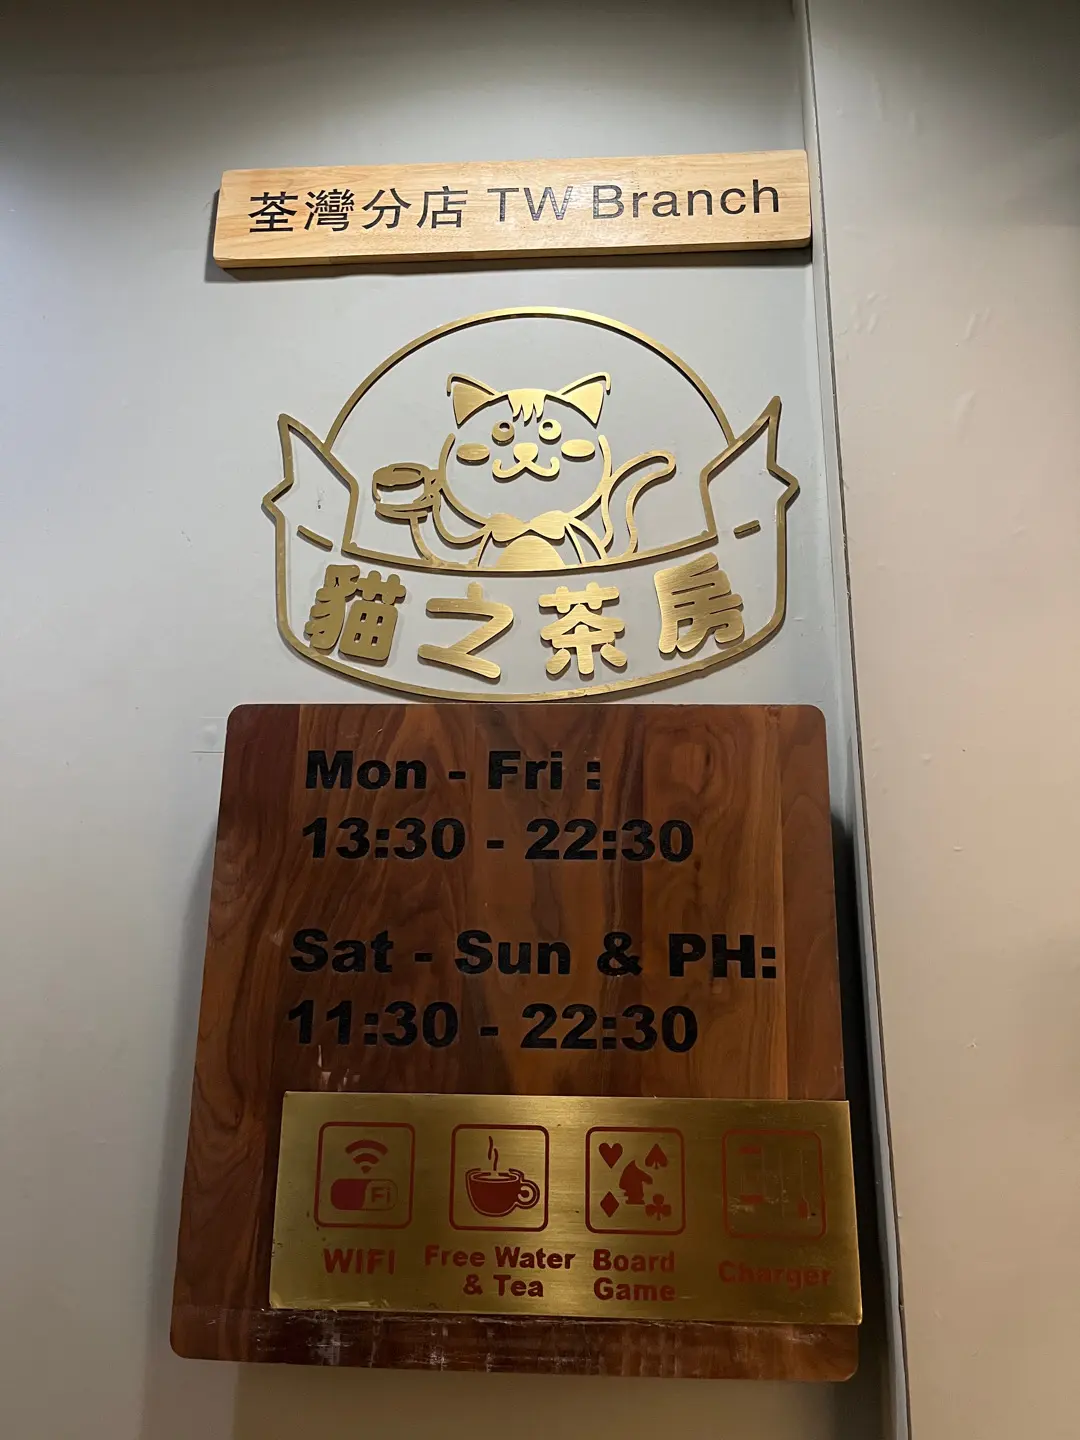 荃灣分店 TW Branch
貓之茶房
Mon - Fri :
13:30 - 22:30
Sat - Sun & PH:
11:30 - 22:30
Fi
WIFI
Free Water
& Tea
Board
Game
Charger